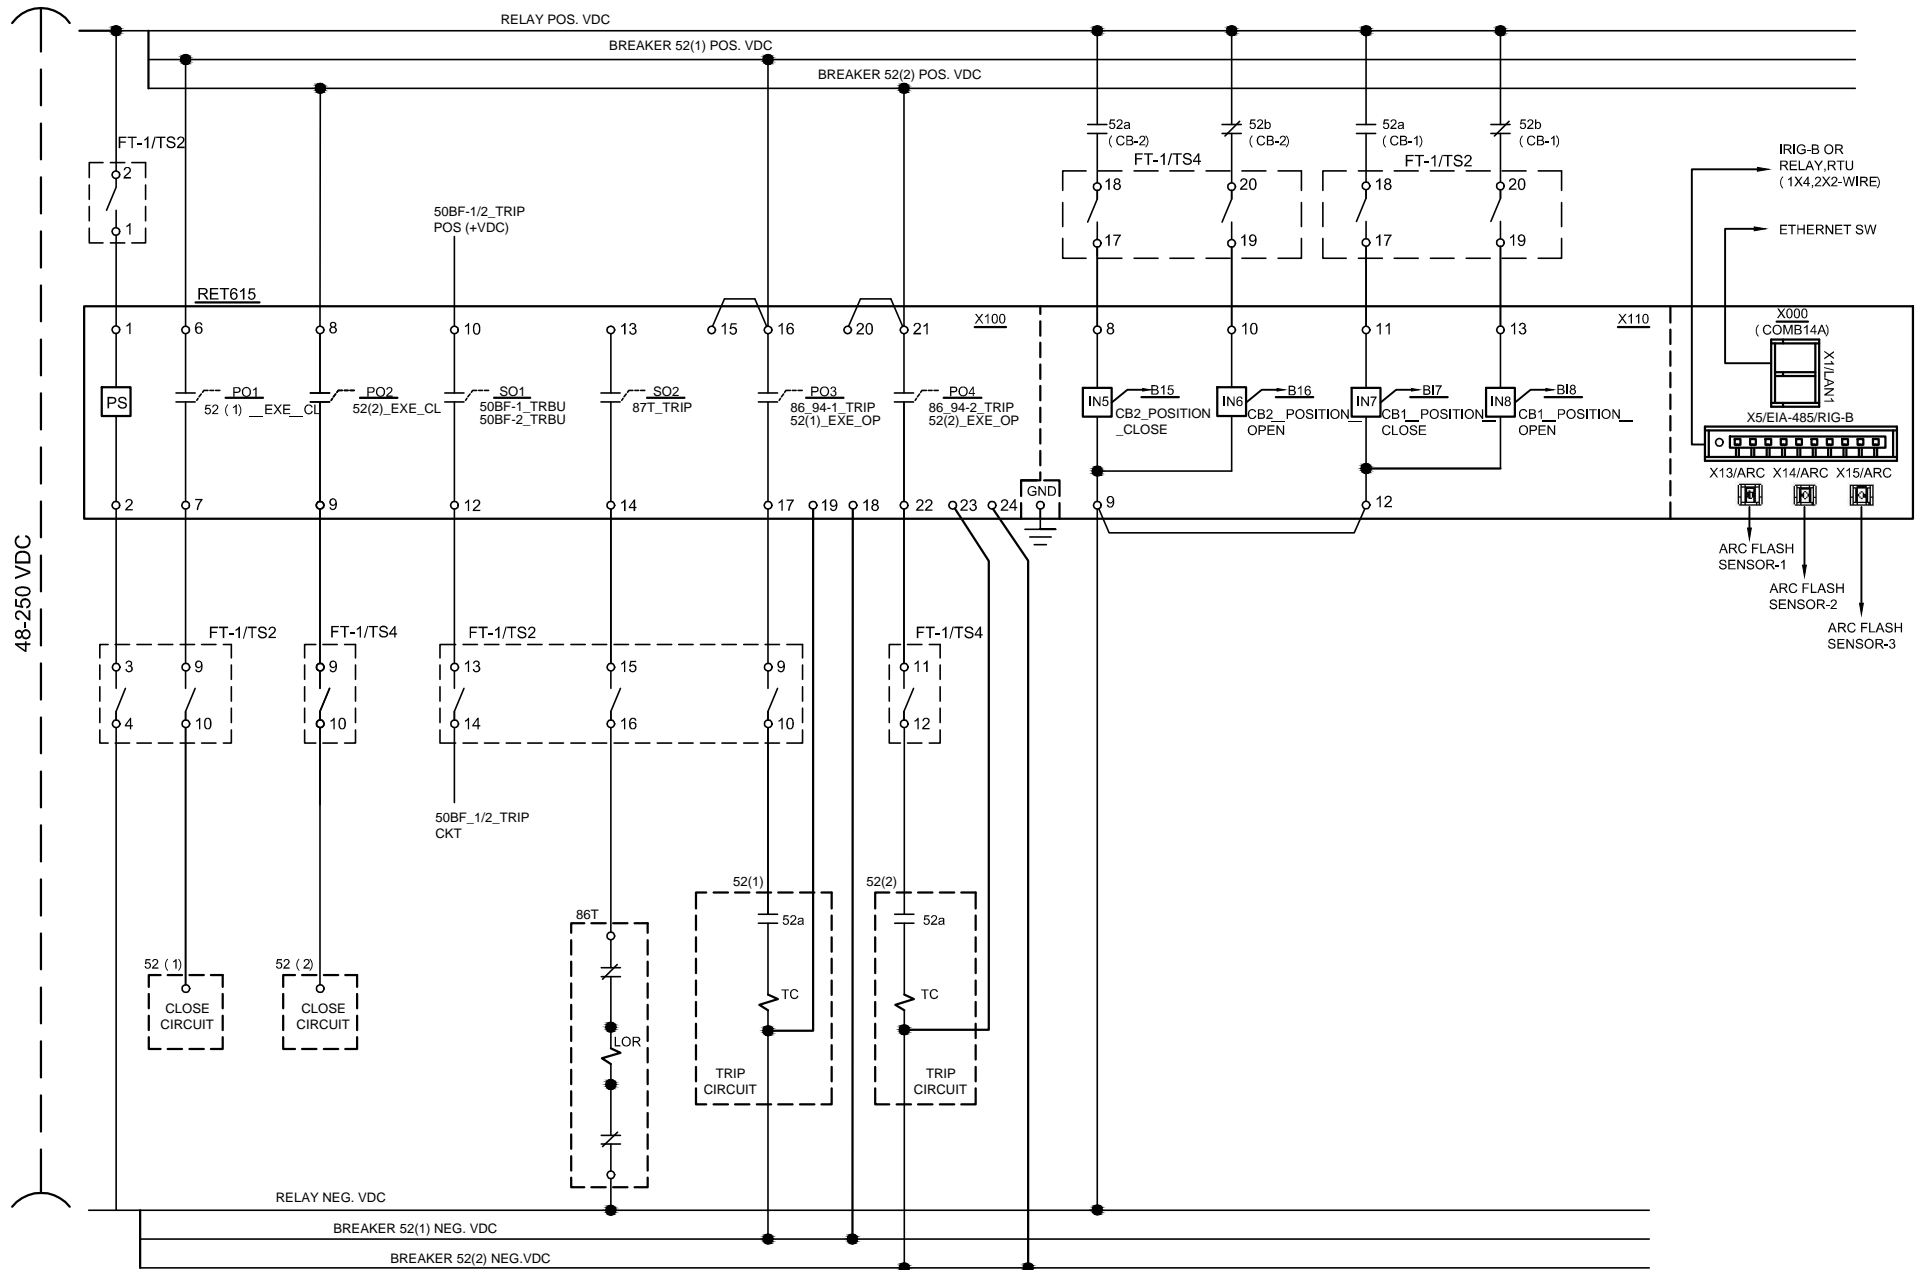 RELAY POS. VDC
BREAKER 52(1) POS. VDC
BREAKER 52(2) POS. VDC
FT-1/TS2
2
1
50BF-1/2_TRIP
POS (+VDC)
52a
( CB-2)
52b
( CB-2)
52a
( CB-1)
52b
( CB-1)
FT-1/TS4
FT-1/TS2
18
20
18
20
17
19
17
19
IRIG-B OR
RELAY,RTU
( 1X4,2X2-WIRE)
ETHERNET SW
48-250 VDC
RET615
1
6
8
10
13
15
16
20
21
X100
8
10
11
13
X110
X000
( COMB14A)
X1/LAN1
PS
PO1
52 ( 1) __EXE__CL
PO2
52(2)_EXE_CL
SO1
50BF-1_TRBU
50BF-2_TRBU
SO2
87T_TRIP
PO3
86_94-1_TRIP
52(1)_EXE_OP
PO4
86_94-2_TRIP
52(2)_EXE_OP
IN5
B15
CB2_POSITION
_CLOSE
IN6
B16
CB2__POSITION_
OPEN
IN7
BI7
CB1__POSITION_
CLOSE
IN8
BI8
CB1__POSITION__
OPEN
X5/EIA-485/RIG-B
X13/ARC
X14/ARC
X15/ARC
2
7
9
12
14
17
19
18
22
23
24
GND
9
12
ARC FLASH
SENSOR-1
ARC FLASH
SENSOR-2
ARC FLASH
SENSOR-3
FT-1/TS2
FT-1/TS4
FT-1/TS2
FT-1/TS4
3
9
9
13
15
9
11
4
10
10
14
16
10
12
50BF_1/2_TRIP
CKT
52 ( 1)
CLOSE
CIRCUIT
52 ( 2)
CLOSE
CIRCUIT
86T
LOR
52(1)
52a
TC
TRIP
CIRCUIT
52(2)
52a
TC
TRIP
CIRCUIT
RELAY NEG. VDC
BREAKER 52(1) NEG. VDC
BREAKER 52(2) NEG.VDC